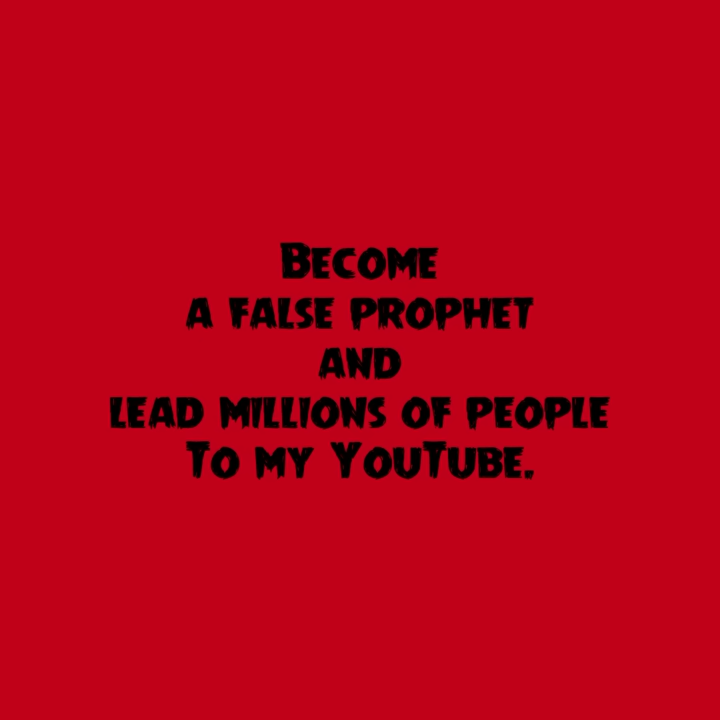 Become
a false prophet
and
lead millions of people
To my YouTube.